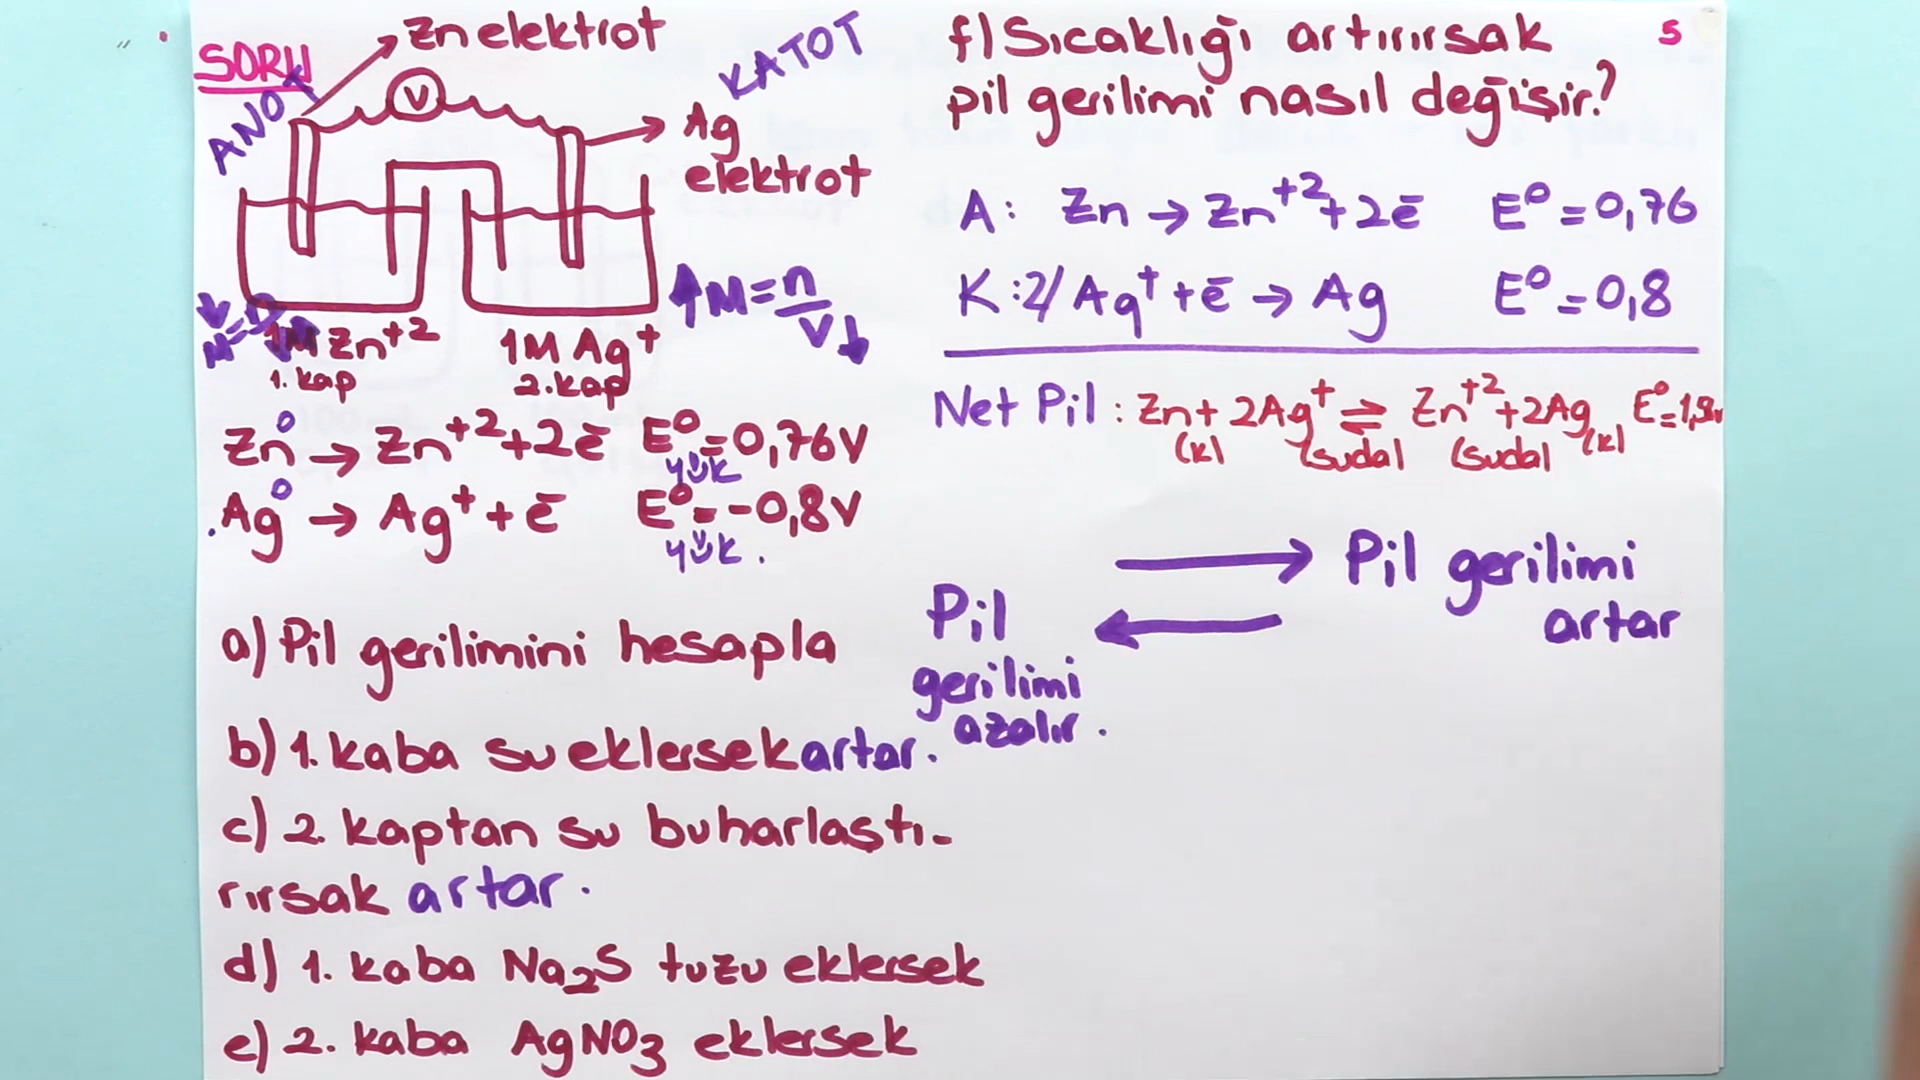 SORU
Zn elektrot
ANOT
V
KATOT
Ag
elektrot
M=n
V
1M Zn+2
1. kap
1M Ag+
2. kap
Zn0 → Zn+2 + 2ē E0=0,76V
yük
.Ag0 → Ag+ + ē E0=-0,8V
yük.
a) Pil gerilimini hesapla
b) 1. kaba su eklersek artar.
c) 2. kaptan su buharlaştı-
rırsak artar.
d) 1. kaba Na2S tuzu eklersek
e) 2. kaba AgNO3 eklersek
5
f) Sıcaklığı artırırsak
pil gerilimi nasıl değişir?
A: Zn → Zn+2 + 2ē E0=0,76
K: 2/ Ag+ + ē → Ag E0=0,8
Net Pil: Zn + 2Ag+ ⇌ Zn+2 + 2Ag
(k) (suda) (suda) (k)
→ Pil gerilimi
artar
Pil ←
gerilimi
azalır.